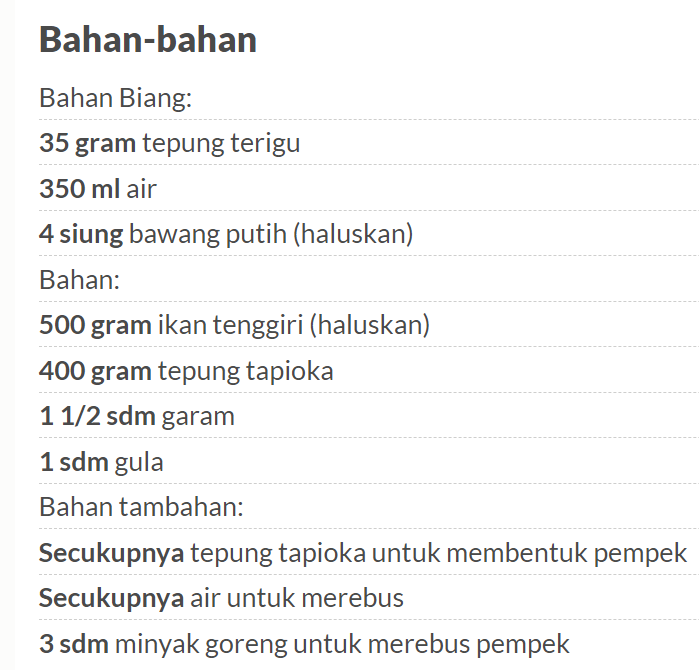 Bahan-bahan
Bahan Biang:
35 gram tepung terigu
350 ml air
4 siung bawang putih (haluskan)
Bahan:
500 gram ikan tenggiri (haluskan)
400 gram tepung tapioka
1 1/2 sdm garam
1 sdm gula
Bahan tambahan:
Secukupnya tepung tapioka untuk membentuk pempek
Secukupnya air untuk merebus
3 sdm minyak goreng untuk merebus pempek